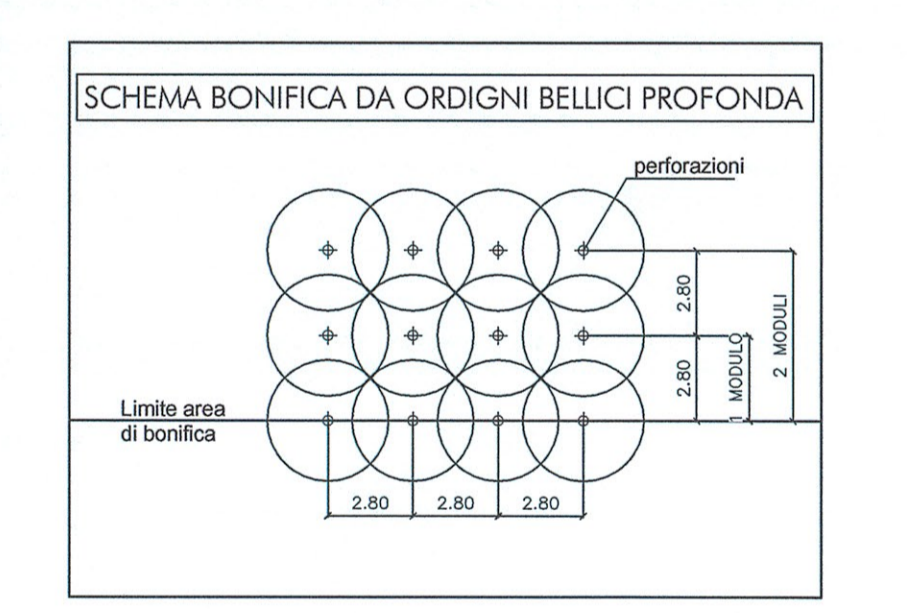 SCHEMA BONIFICA DA ORDIGNI BELLICI PROFONDA
perforazioni
2.80
2 MODULI
1 MODULO
2.80
Limite area
di bonifica
2.80
2.80
2.80